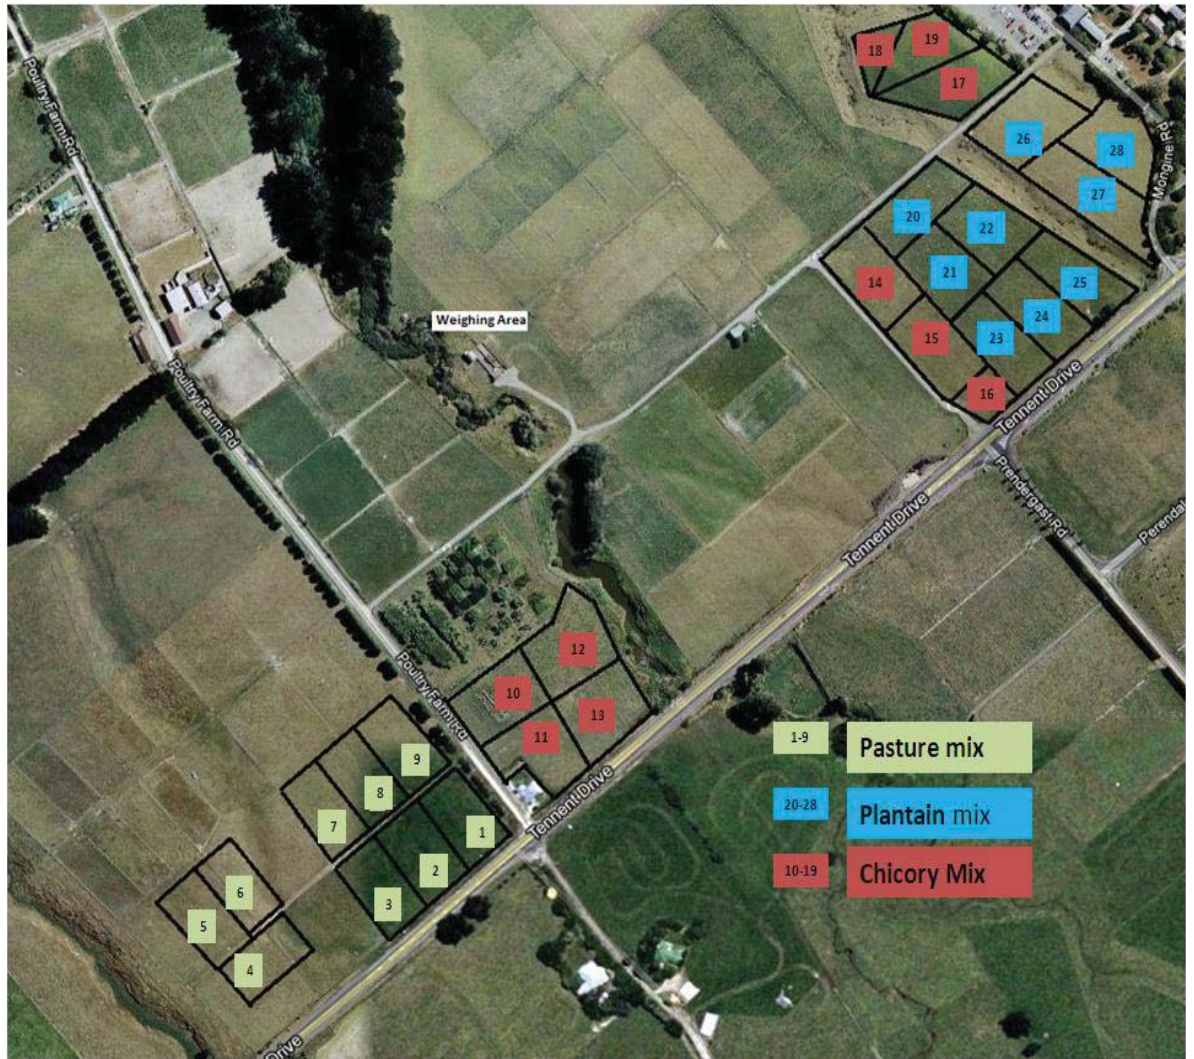 Poultry Farm Rd
18
19
17
26
28
27
Mongine Rd
20
22
14
21
25
24
Weighing Area
15
23
16
Tennent Drive
Poultry Farm Rd
Prendergast Rd
Perendal
Tennent Drive
12
Poultry Farm Rd
10
13
11
1-9
Pasture mix
9
8
20-28
Plantain mix
7
1
Tennent Drive
2
10-19
Chicory Mix
6
3
5
4
Drive